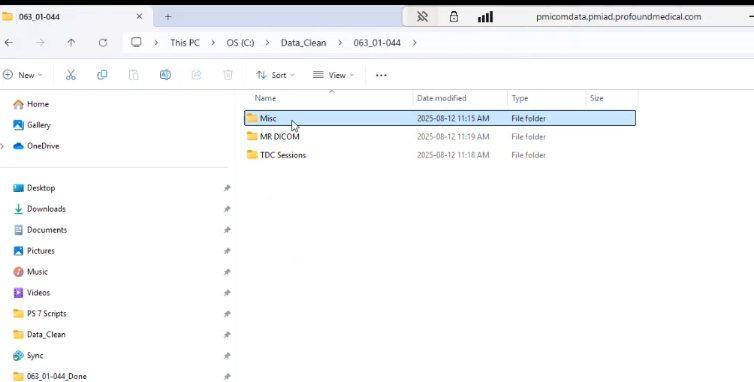 063_01-044
pmicomdata.pmiad.profoundmedical.com
This PC > OS (C:) > Data_Clean > 063_01-044 >
New Sort View ...
Name Date modified Type Size
Home
Gallery
OneDrive
Misc 2025-08-12 11:15 AM File folder
MR DICOM 2025-08-12 11:19 AM File folder
TDC Sessions 2025-08-12 11:18 AM File folder
Desktop
Downloads
Documents
Pictures
Music
Videos
PS 7 Scripts
Data_Clean
Sync
063_01-044_Done